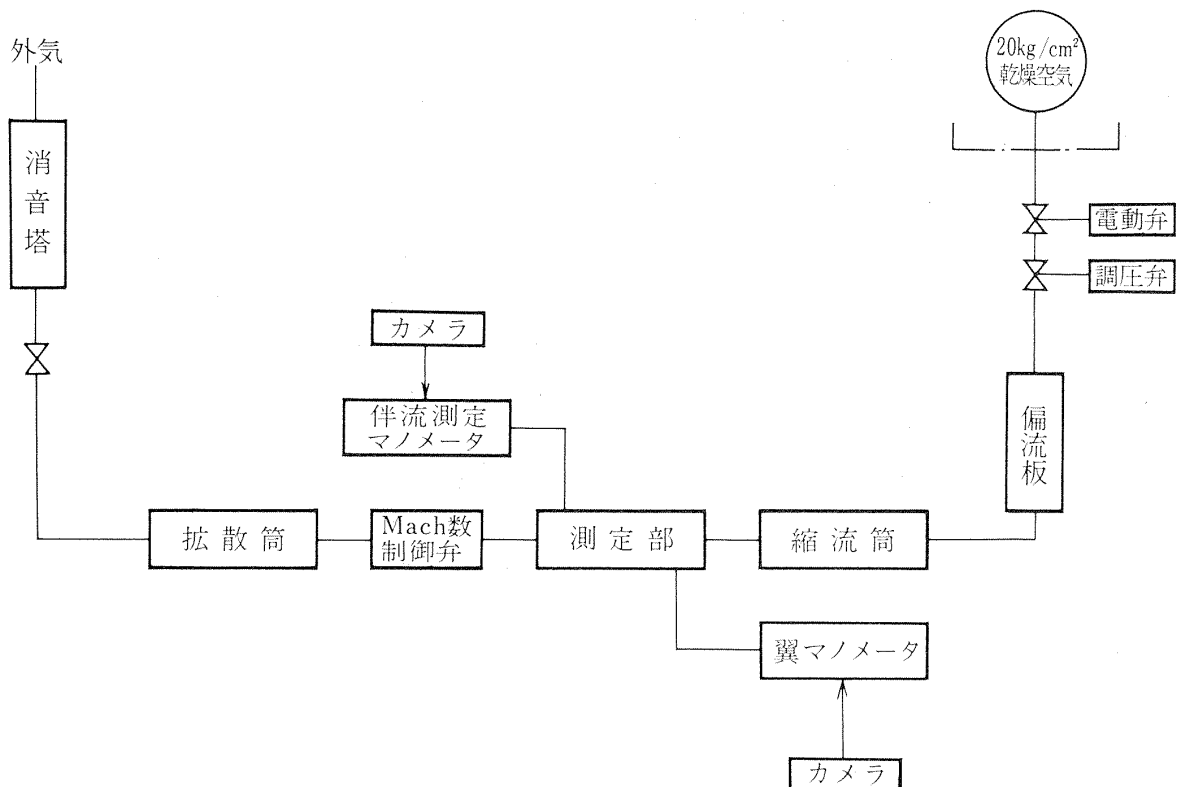 外気
20kg/cm²
乾燥空気
消音塔
電動弁
調圧弁
カメラ
伴流測定
マノメータ
偏流板
拡散筒
Mach数
制御弁
測定部
縮流筒
翼マノメータ
カメラ